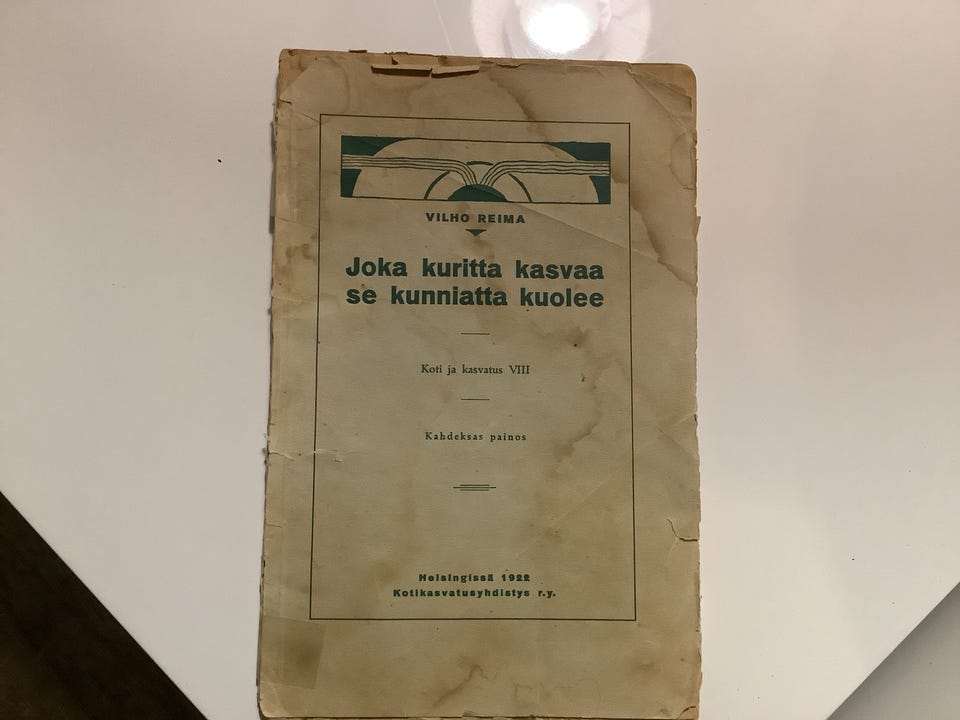 VILHO REIMA
Joka kuritta kasvaa
se kunniatta kuolee
Koti ja kasvatus VIII
Kahdeksas painos
Helsingissä 1922
Kotikasvatusyhdistys r.y.